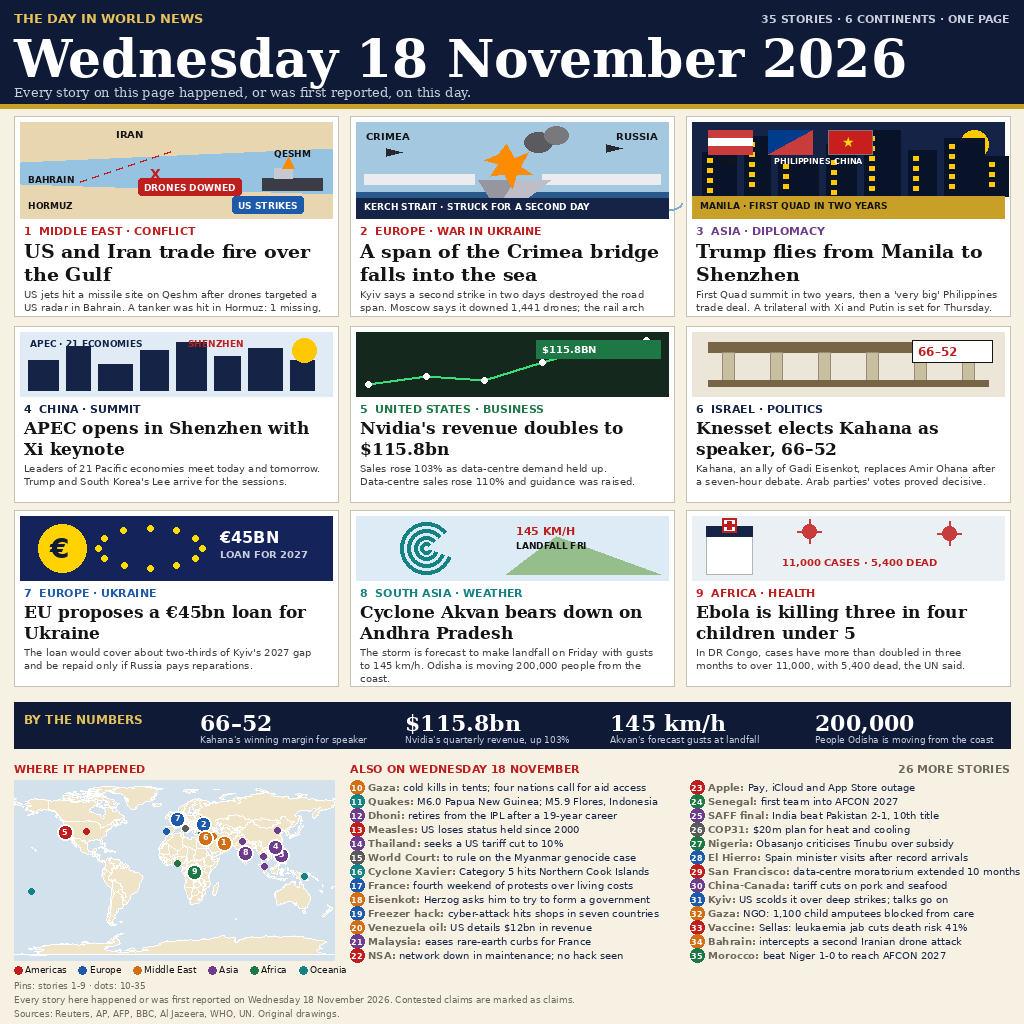 THE DAY IN WORLD NEWS
35 STORIES · 6 CONTINENTS · ONE PAGE
Wednesday 18 November 2026
Every story on this page happened, or was first reported, on this day.
IRAN
QESHM
BAHRAIN
X
DRONES DOWNED
HORMUZ
US STRIKES
1 MIDDLE EAST · CONFLICT
US and Iran trade fire over
the Gulf
US jets hit a missile site on Qeshm after drones targeted a
US radar in Bahrain. A tanker was hit in Hormuz: 1 missing,
CRIMEA
RUSSIA
KERCH STRAIT · STRUCK FOR A SECOND DAY
2 EUROPE · WAR IN UKRAINE
A span of the Crimea bridge
falls into the sea
Kyiv says a second strike in two days destroyed the road
span. Moscow says it downed 1,441 drones; the rail arch
PHILIPPINES
CHINA
MANILA · FIRST QUAD IN TWO YEARS
3 ASIA · DIPLOMACY
Trump flies from Manila to
Shenzhen
First Quad summit in two years, then a 'very big' Philippines
trade deal. A trilateral with Xi and Putin is set for Thursday.
APEC · 21 ECONOMIES
SHENZHEN
4 CHINA · SUMMIT
APEC opens in Shenzhen with
Xi keynote
Leaders of 21 Pacific economies meet today and tomorrow.
Trump and South Korea's Lee arrive for the sessions.
$115.8BN
5 UNITED STATES · BUSINESS
Nvidia's revenue doubles to
$115.8bn
Sales rose 103% as data-centre demand held up.
Data-centre sales rose 110% and guidance was raised.
66–52
6 ISRAEL · POLITICS
Knesset elects Kahana as
speaker, 66–52
Kahana, an ally of Gadi Eisenkot, replaces Amir Ohana after
a seven-hour debate. Arab parties' votes proved decisive.
€
€45BN
LOAN FOR 2027
7 EUROPE · UKRAINE
EU proposes a €45bn loan for
Ukraine
The loan would cover about two-thirds of Kyiv's 2027 gap
and be repaid only if Russia pays reparations.
145 KM/H
LANDFALL FRI
8 SOUTH ASIA · WEATHER
Cyclone Akvan bears down on
Andhra Pradesh
The storm is forecast to make landfall on Friday with gusts
to 145 km/h. Odisha is moving 200,000 people from the
coast.
11,000 CASES · 5,400 DEAD
9 AFRICA · HEALTH
Ebola is killing three in four
children under 5
In DR Congo, cases have more than doubled in three
months to over 11,000, with 5,400 dead, the UN said.
BY THE NUMBERS
66–52
Kahana's winning margin for speaker
$115.8bn
Nvidia's quarterly revenue, up 103%
145 km/h
Akvan's forecast gusts at landfall
200,000
People Odisha is moving from the coast
WHERE IT HAPPENED
5
7
2
6
1
8
4
9
Americas
Europe
Middle East
Asia
Africa
Oceania
Pins: stories 1-9 · dots: 10-35
ALSO ON WEDNESDAY 18 NOVEMBER
26 MORE STORIES
10 Gaza: cold kills in tents; four nations call for aid access
11 Quakes: M6.0 Papua New Guinea; M5.9 Flores, Indonesia
12 Dhoni: retires from the IPL after a 19-year career
13 Measles: US loses status held since 2000
14 Thailand: seeks a US tariff cut to 10%
15 World Court: to rule on the Myanmar genocide case
16 Cyclone Xavier: Category 5 hits Northern Cook Islands
17 France: fourth weekend of protests over living costs
18 Eisenkot: Herzog asks him to try to form a government
19 Freezer hack: cyber-attack hits shops in seven countries
20 Venezuela oil: US details $12bn in revenue
21 Malaysia: eases rare-earth curbs for France
22 NSA: network down in maintenance; no hack seen
23 Apple: Pay, iCloud and App Store outage
24 Senegal: first team into AFCON 2027
25 SAFF final: India beat Pakistan 2-1, 10th title
26 COP31: $20m plan for heat and cooling
27 Nigeria: Obasanjo criticises Tinubu over subsidy
28 El Hierro: Spain minister visits after record arrivals
29 San Francisco: data-centre moratorium extended 10 months
30 China-Canada: tariff cuts on pork and seafood
31 Kyiv: US scolds it over deep strikes; talks go on
32 Gaza: NGO: 1,100 child amputees blocked from care
33 Vaccine: Sellas: leukaemia jab cuts death risk 41%
34 Bahrain: intercepts a second Iranian drone attack
35 Morocco: beat Niger 1-0 to reach AFCON 2027
Every story here happened or was first reported on Wednesday 18 November 2026. Contested claims are marked as claims.
Sources: Reuters, AP, AFP, BBC, Al Jazeera, WHO, UN. Original drawings.